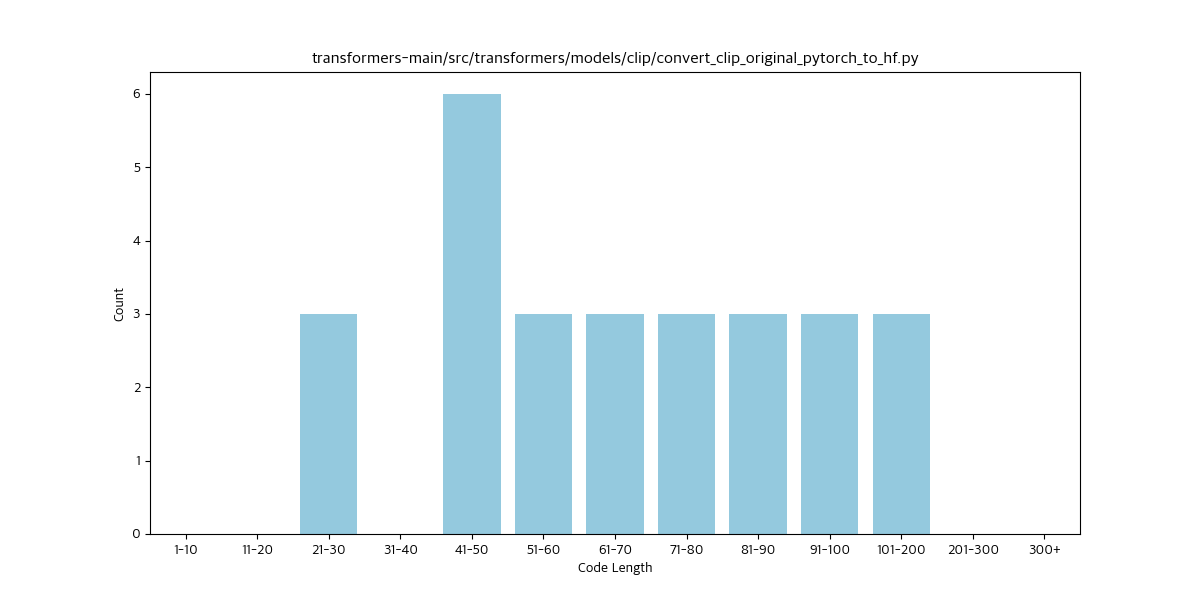 transformers-main/src/transformers/models/clip/convert_clip_original_pytorch_to_hf.py
6
5
4
3
2
1
0
Count
1-10 11-20 21-30 31-40 41-50 51-60 61-70 71-80 81-90 91-100 101-200 201-300 300+
Code Length